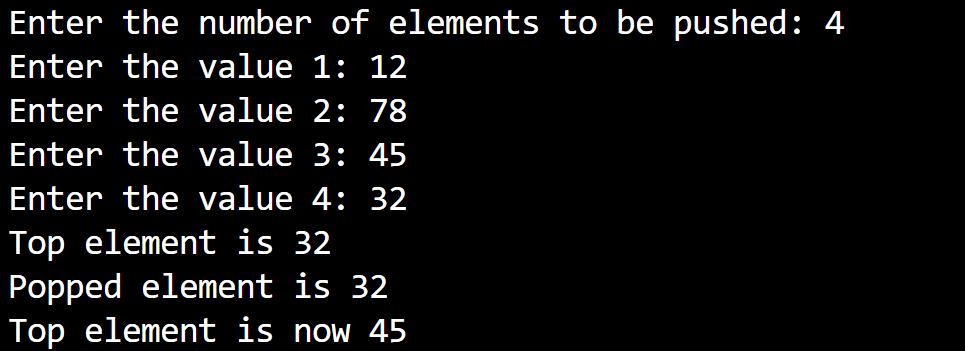 Enter the number of elements to be pushed: 4
Enter the value 1: 12
Enter the value 2: 78
Enter the value 3: 45
Enter the value 4: 32
Top element is 32
Popped element is 32
Top element is now 45